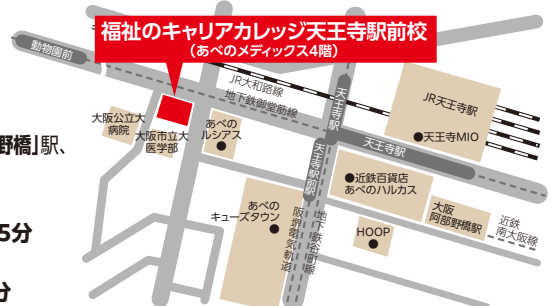 福祉のキャリアカレッジ天王寺駅前校
（あべのメディックス4階）
動物園前
JR大和路線
地下鉄御堂筋線
天王寺駅
JR天王寺駅
●天王寺MIO
天王寺駅
大阪公立大
病院
大阪市立大
医学部
あべの
ルシアス
天王寺駅前駅
●近鉄百貨店
あべのハルカス
大阪
阿部野橋駅
近鉄
南大阪線
あべの
キューズタウン
阪堺電気軌道
地下鉄谷町線
HOOP
野橋」駅、
5分
分